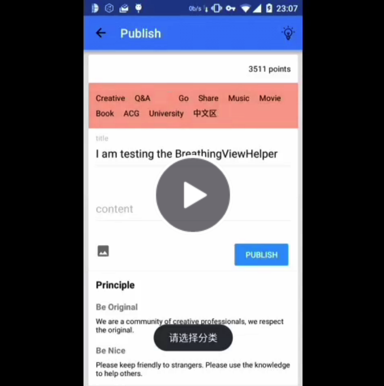 0b/s 23:07
Publish
3511 points
Creative Q&A Go Share Music Movie
Book ACG University 中文区
title
I am testing the BreathingViewHelper
content
PUBLISH
Principle
Be Original
We are a community of creative professionals, we respect
the original.
Be Nice
请选择分类
Please keep friendly to strangers. Please use the knowledge
to help others.